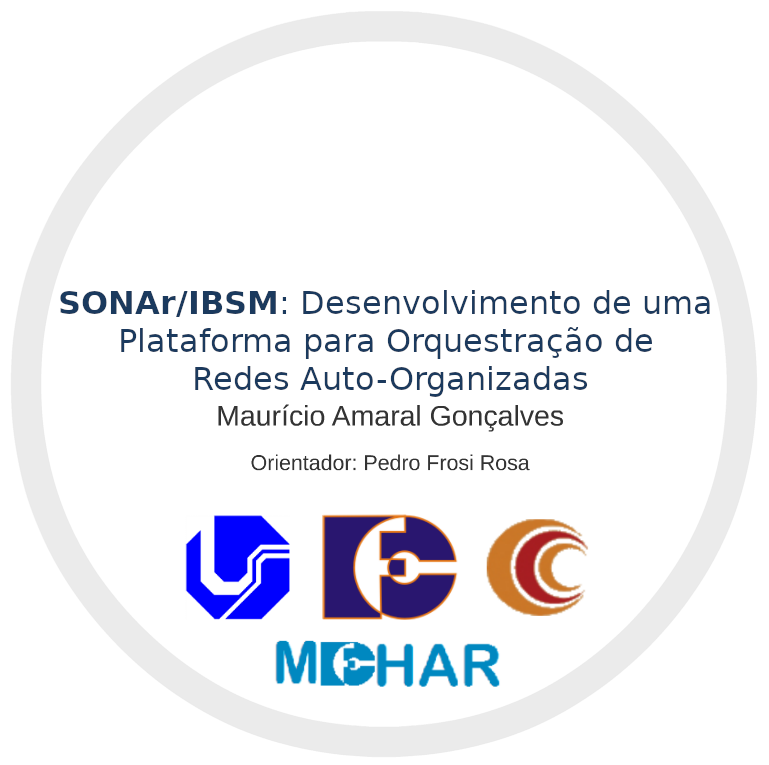 SONAr/IBSM: Desenvolvimento de uma
Plataforma para Orquestração de
Redes Auto-Organizadas
Maurício Amaral Gonçalves
Orientador: Pedro Frosi Rosa
MEHAR